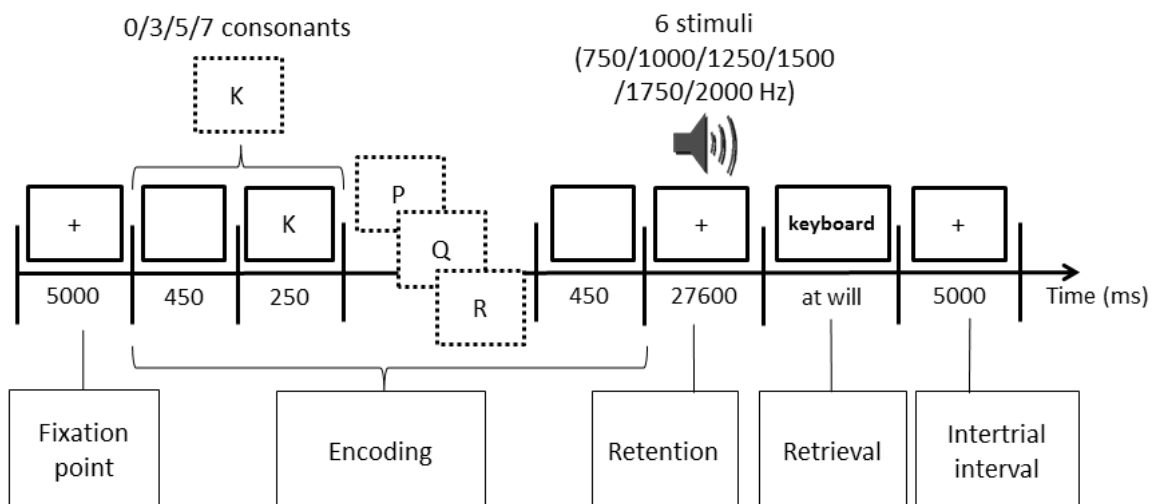 0/3/5/7 consonants
K
6 stimuli
(750/1000/1250/1500
/1750/2000 Hz)
+
K
P
Q
R
+
keyboard
+
5000
450
250
450
27600
at will
5000
Time (ms)
Fixation
point
Encoding
Retention
Retrieval
Intertrial
interval